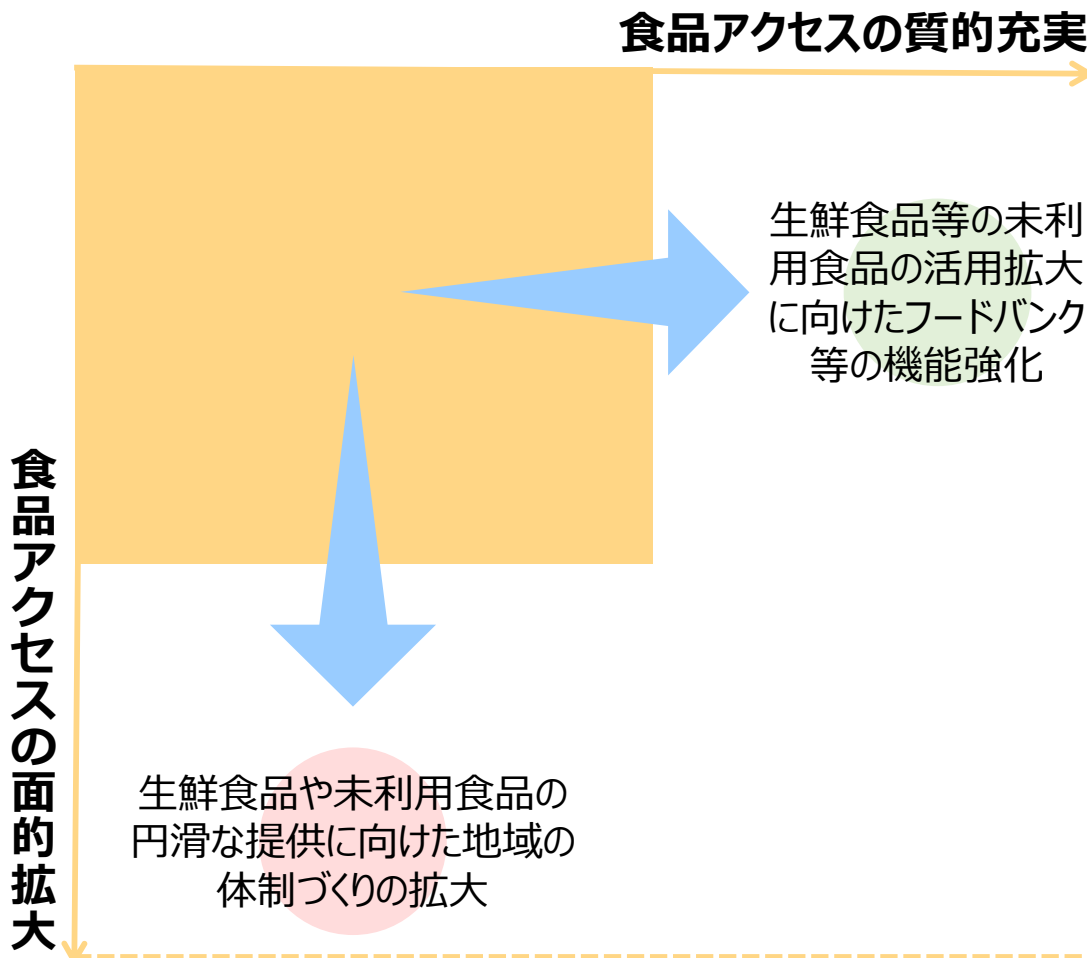 食品アクセスの質的充実
生鮮食品等の未利
用食品の活用拡大
に向けたフードバンク
等の機能強化
食品アクセスの面的拡大
生鮮食品や未利用食品の
円滑な提供に向けた地域の
体制づくりの拡大